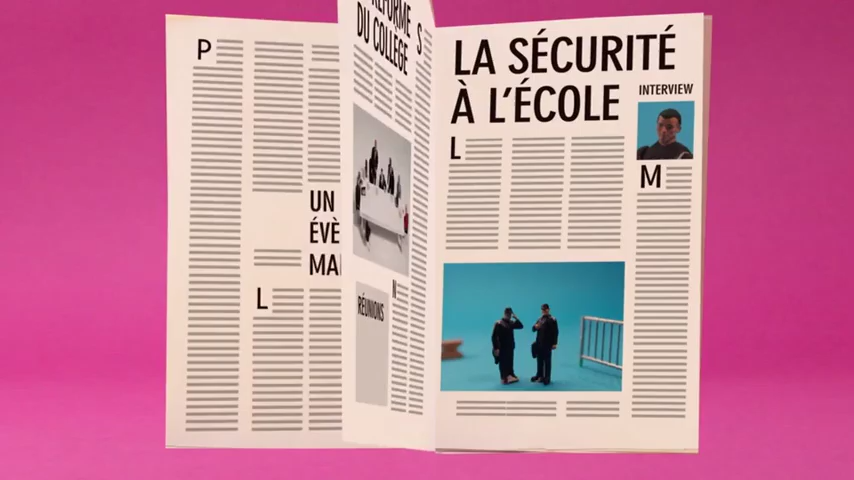 P
UN
ÉVÈ
MA
L
RÉFORME
DU COLLÈGE
S
RÉUNIONS
N
LA SÉCURITÉ
À L'ÉCOLE
L
INTERVIEW
M